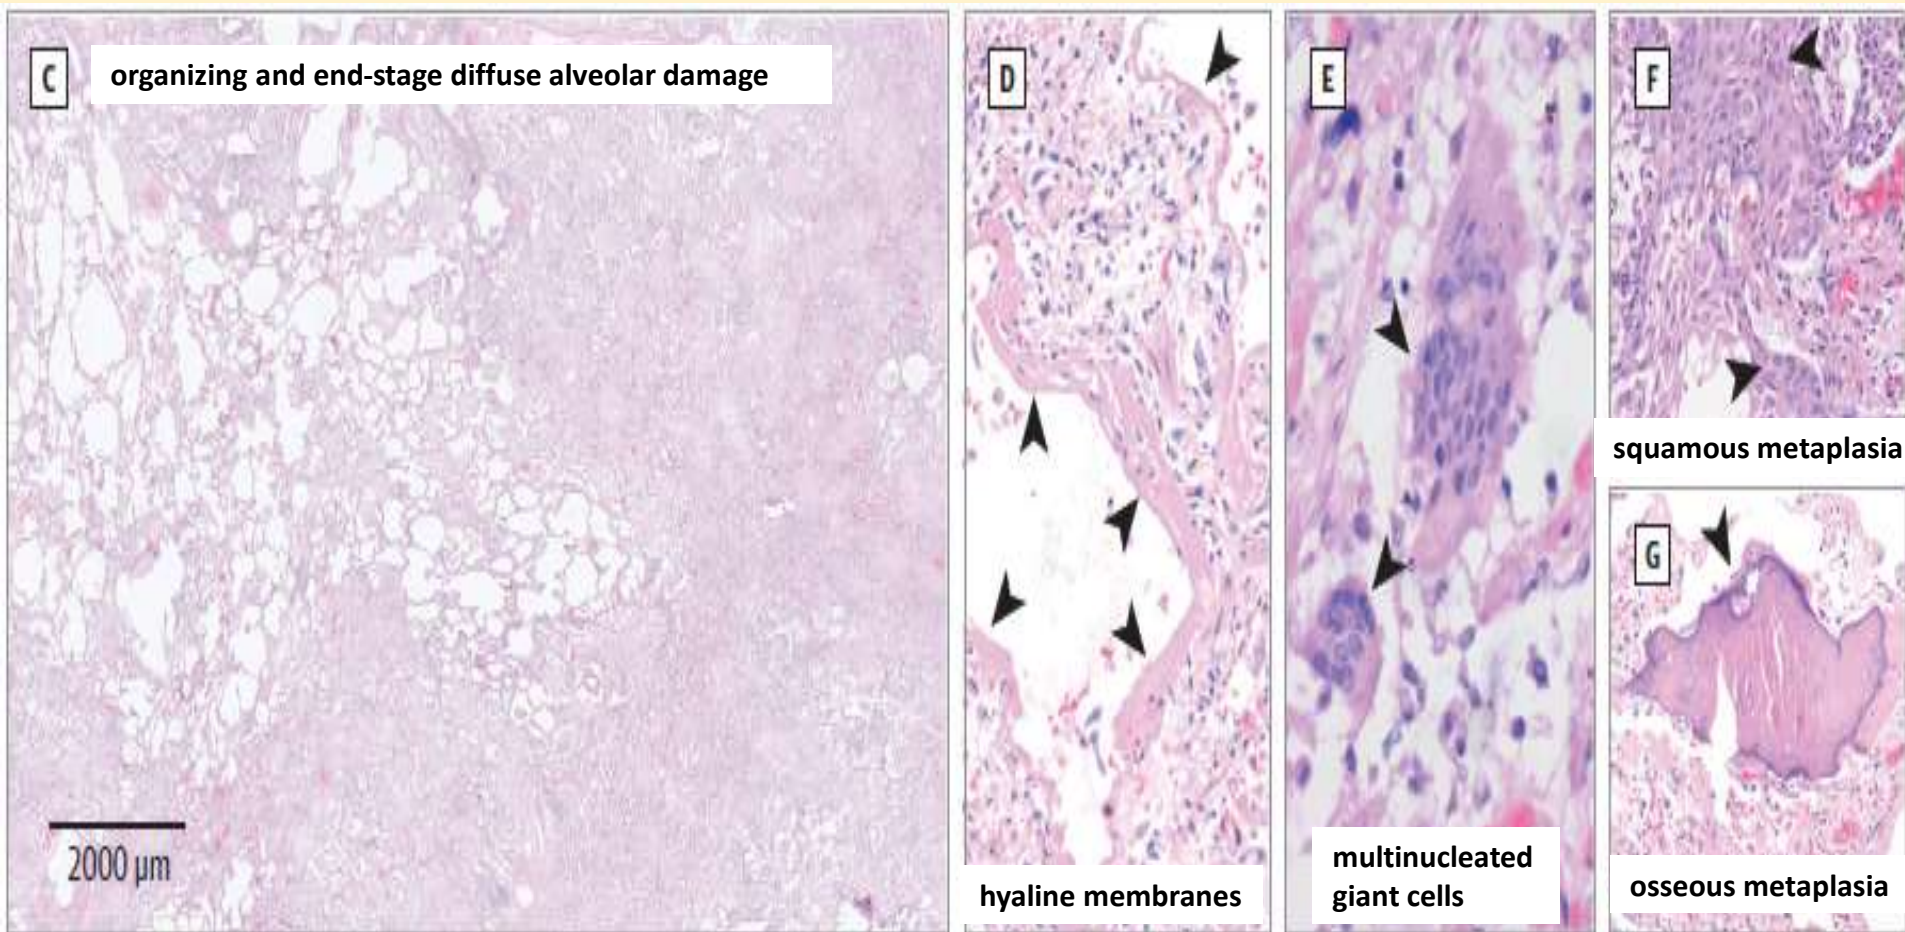 C
organizing and end-stage diffuse alveolar damage
2000 μm
D
hyaline membranes
E
multinucleated
giant cells
F
squamous metaplasia
G
osseous metaplasia